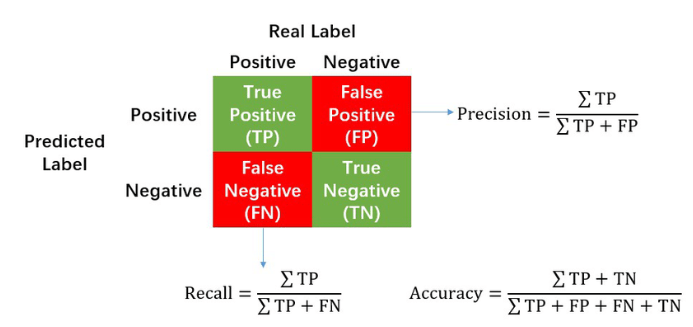 Real Label
Positive Negative
Predicted
Label
Positive
True
Positive
(TP)
False
Positive
(FP)
Precision = ∑ TP / ∑ TP + FP
Negative
False
Negative
(FN)
True
Negative
(TN)
Recall = ∑ TP / ∑ TP + FN
Accuracy = ∑ TP + TN / ∑ TP + FP + FN + TN